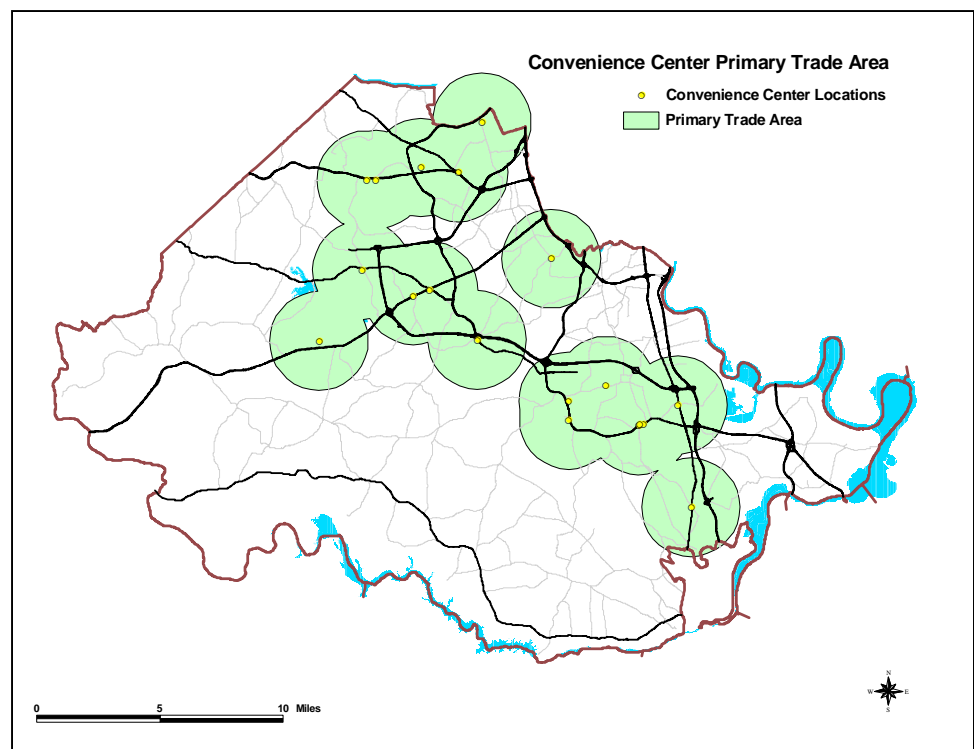 Convenience Center Primary Trade Area
Convenience Center Locations
Primary Trade Area
0 5 10 Miles
N
W E
S